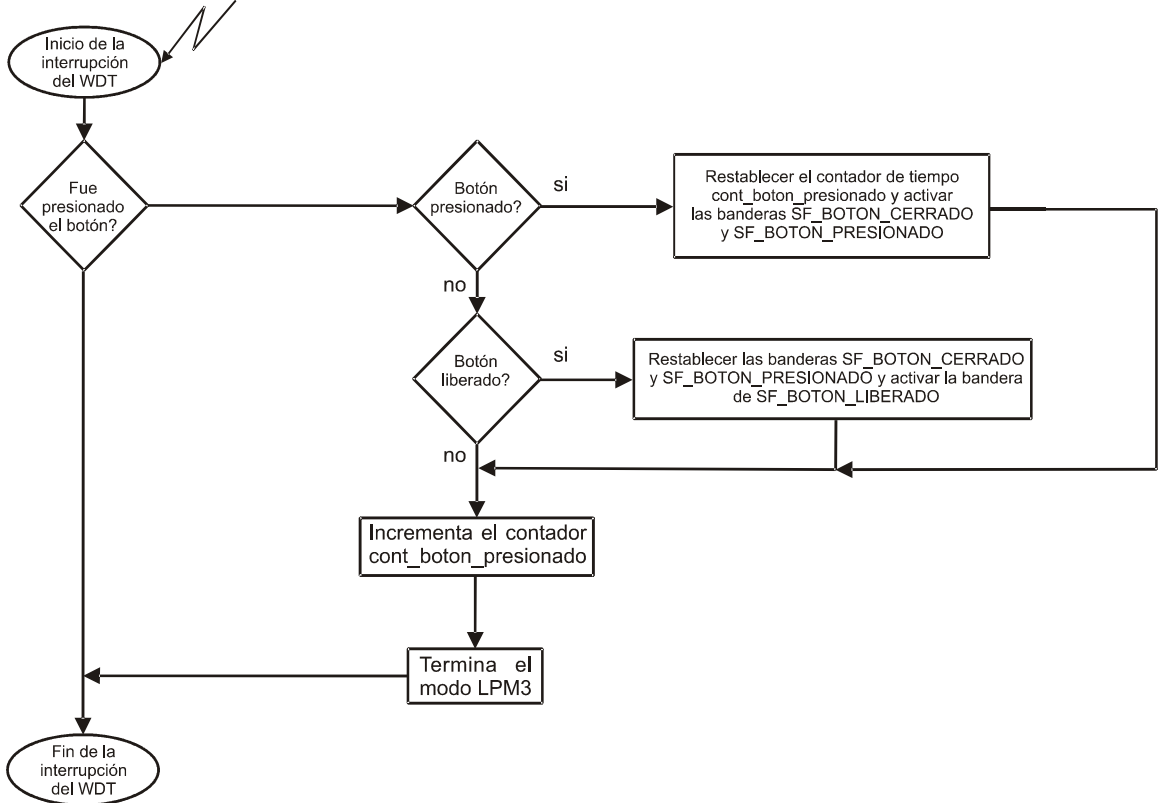 Inicio de la
interrupción
del WDT
Fue
presionado
el botón?
Botón
presionado?
si
Restablecer el contador de tiempo
cont_boton_presionado y activar
las banderas SF_BOTON_CERRADO
y SF_BOTON_PRESIONADO
no
Botón
liberado?
si
Restablecer las banderas SF_BOTON_CERRADO
y SF_BOTON_PRESIONADO y activar la bandera
de SF_BOTON_LIBERADO
no
Incrementa el contador
cont_boton_presionado
Termina el
modo LPM3
Fin de la
interrupción
del WDT